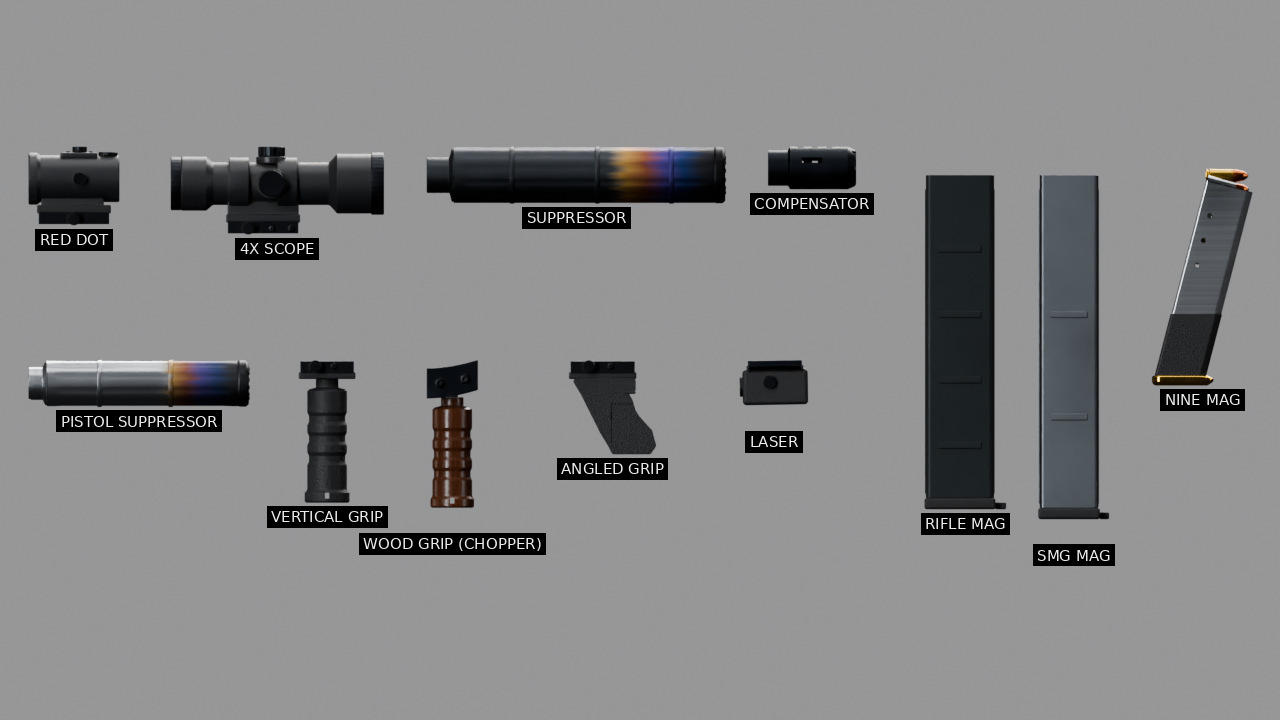 RED DOT
4X SCOPE
SUPPRESSOR
COMPENSATOR
PISTOL SUPPRESSOR
VERTICAL GRIP
WOOD GRIP (CHOPPER)
ANGLED GRIP
LASER
RIFLE MAG
SMG MAG
NINE MAG